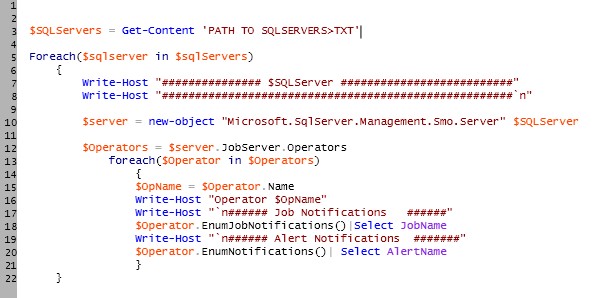 1
2
3 $SQLServers = Get-Content 'PATH TO SQLSERVERS>TXT'
4
5 Foreach($sqlserver in $sqlServers)
6 {
7 Write-Host "############### $SQLServer ##########################"
8 Write-Host "#####################################################`n"
9
10 $server = new-object "Microsoft.SqlServer.Management.Smo.Server" $SQLServer
11
12 $Operators = $server.JobServer.Operators
13 foreach($Operator in $Operators)
14 {
15 $OpName = $Operator.Name
16 Write-Host "Operator $OpName"
17 Write-Host "`n###### Job Notifications   ######"
18 $Operator.EnumJobNotifications()|Select JobName
19 Write-Host "`n###### Alert Notifications  #######"
20 $Operator.EnumNotifications()| Select AlertName
21 }
22 }